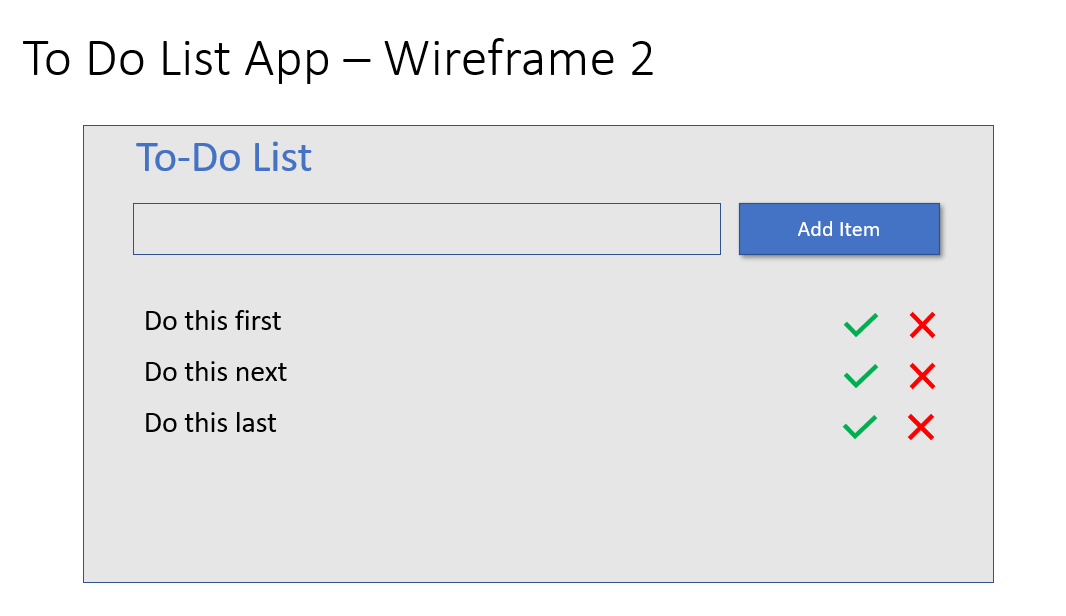 To Do List App – Wireframe 2
To-Do List
Add Item
Do this first
Do this next
Do this last